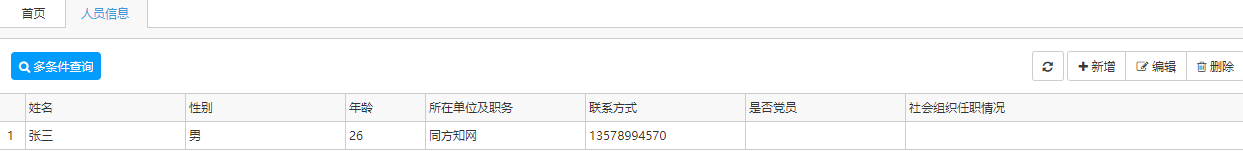 首页 人员信息
多条件查询 新增 编辑 删除
姓名 性别 年龄 所在单位及职务 联系方式 是否党员 社会组织任职情况
1 张三 男 26 同方知网 13578994570